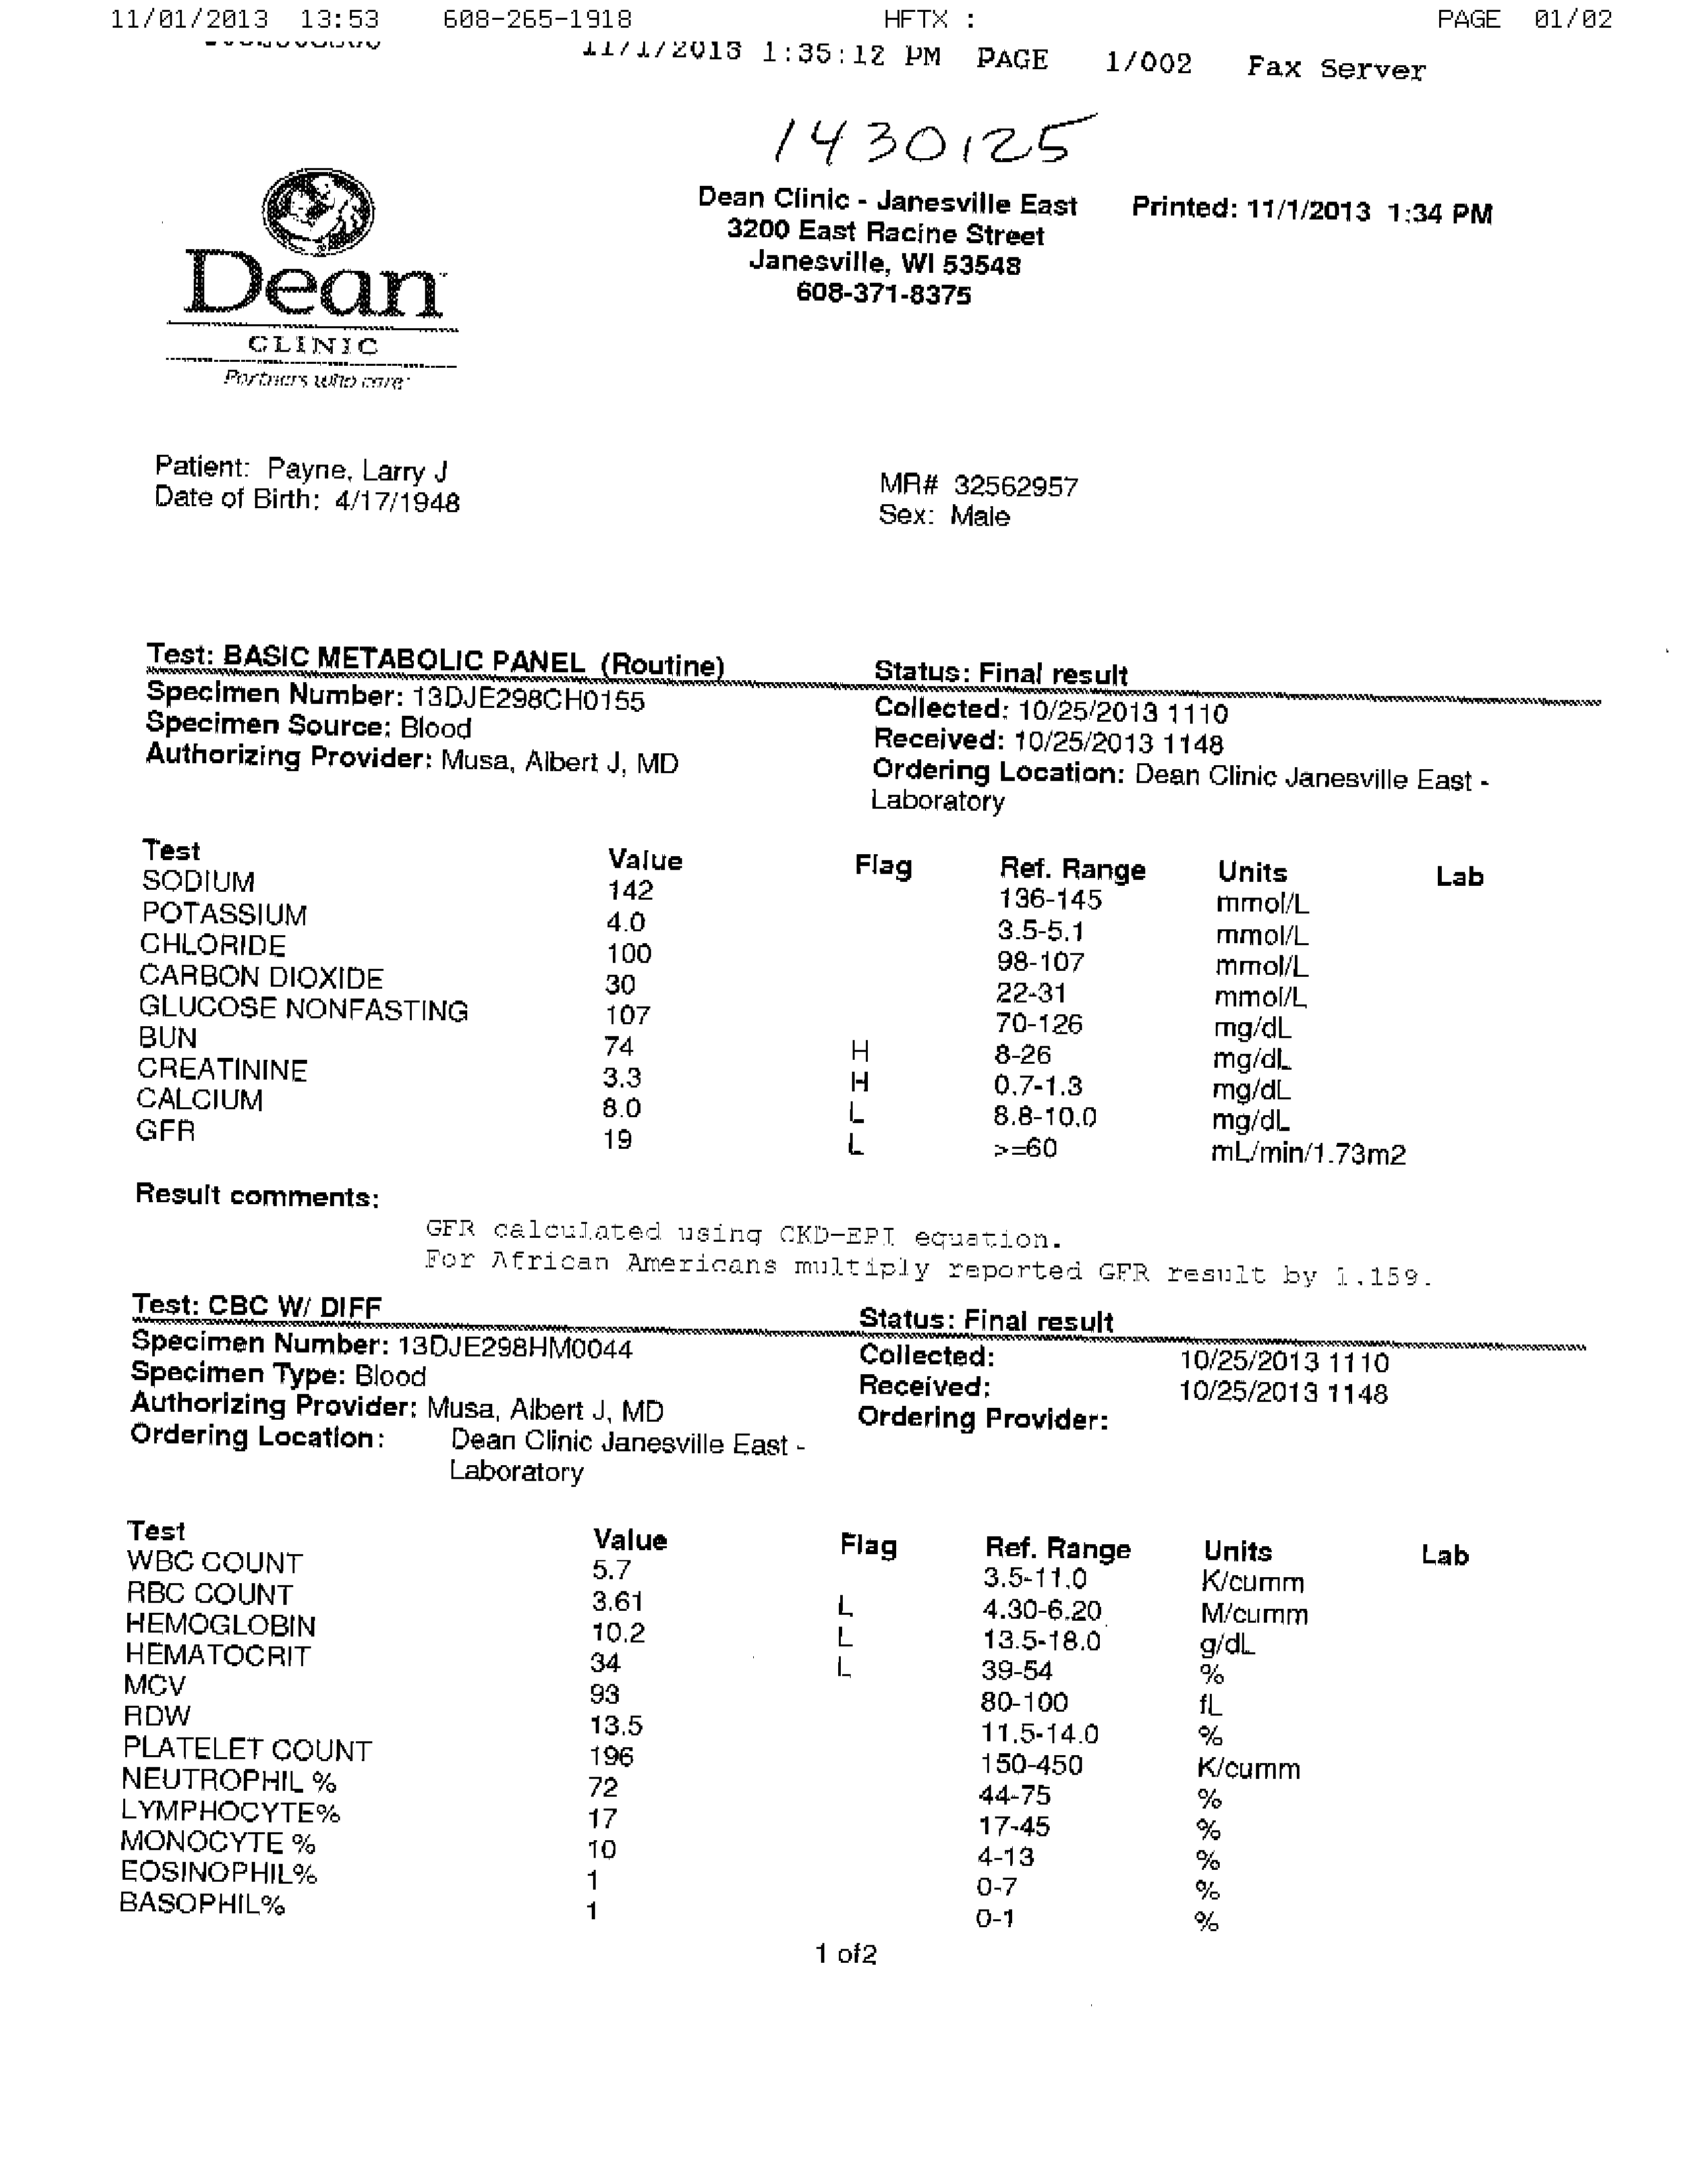 11/01/2013 13:53 608-265-1918 HFTX : PAGE 01/02
11/1/2013 1:35:12 PM PAGE 1/002 Fax Server
1430125
Dean Clinic - Janesville East Printed: 11/1/2013 1:34 PM
3200 East Racine Street
Janesville, WI 53548
608-371-8375
Dean
CLINIC
Partners who care
Patient: Payne, Larry J MR# 32562957
Date of Birth: 4/17/1948 Sex: Male
Test: BASIC METABOLIC PANEL (Routine) Status: Final result
Specimen Number: 13DJE298CH0155 Collected: 10/25/2013 1110
Specimen Source: Blood Received: 10/25/2013 1148
Authorizing Provider: Musa, Albert J, MD Ordering Location: Dean Clinic Janesville East -
Laboratory
Test Value Flag Ref. Range Units Lab
SODIUM 142 136-145 mmol/L
POTASSIUM 4.0 3.5-5.1 mmol/L
CHLORIDE 100 98-107 mmol/L
CARBON DIOXIDE 30 22-31 mmol/L
GLUCOSE NONFASTING 107 70-126 mg/dL
BUN 74 H 8-26 mg/dL
CREATININE 3.3 H 0.7-1.3 mg/dL
CALCIUM 8.0 L 8.8-10.0 mg/dL
GFR 19 L >=60 mL/min/1.73m2
Result comments:
GFR calculated using CKD-EPI equation.
For African Americans multiply reported GFR result by 1.159.
Test: CBC W/ DIFF Status: Final result
Specimen Number: 13DJE298HM0044 Collected: 10/25/2013 1110
Specimen Type: Blood Received: 10/25/2013 1148
Authorizing Provider: Musa, Albert J, MD Ordering Provider:
Ordering Location: Dean Clinic Janesville East -
Laboratory
Test Value Flag Ref. Range Units Lab
WBC COUNT 5.7 3.5-11.0 K/cumm
RBC COUNT 3.61 L 4.30-6.20 M/cumm
HEMOGLOBIN 10.2 L 13.5-18.0 g/dL
HEMATOCRIT 34 L 39-54 %
MCV 93 80-100 fL
RDW 13.5 11.5-14.0 %
PLATELET COUNT 196 150-450 K/cumm
NEUTROPHIL % 72 44-75 %
LYMPHOCYTE% 17 17-45 %
MONOCYTE % 10 4-13 %
EOSINOPHIL% 1 0-7 %
BASOPHIL% 1 0-1 %
1 of2